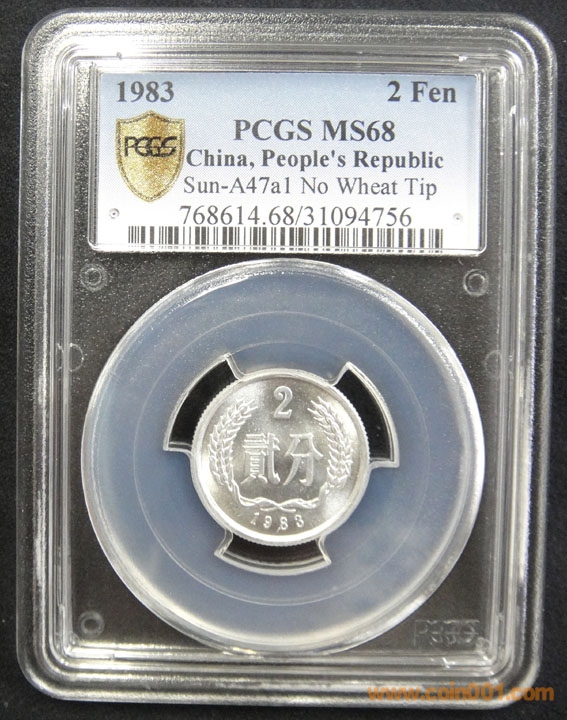 1983 2 Fen
PCGS
PCGS MS68
China, People's Republic
Sun-A47a1 No Wheat Tip
768614.68/31094756
2
貳分
1983
PCGS
www.coin001.com